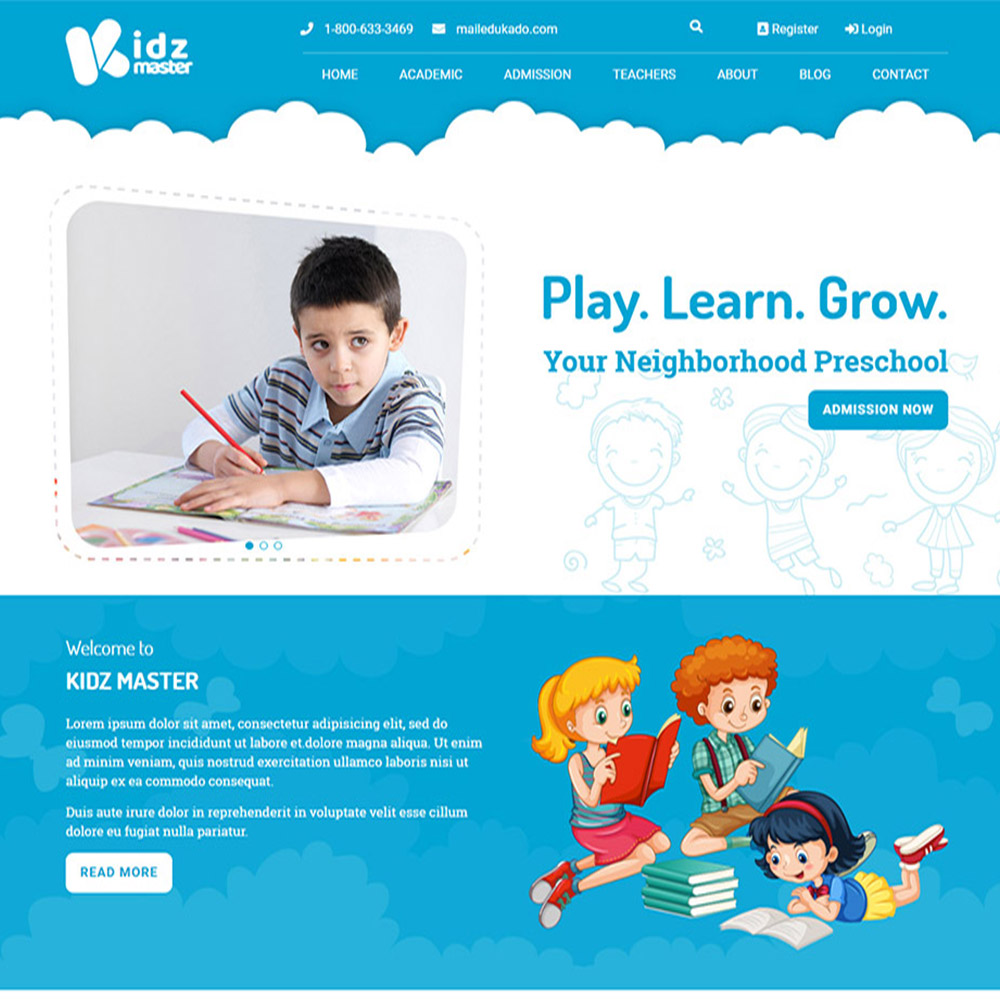 Kidz
master
1-800-633-3469 mailedukado.com Register Login
HOME ACADEMIC ADMISSION TEACHERS ABOUT BLOG CONTACT
Play. Learn. Grow.
Your Neighborhood Preschool
ADMISSION NOW
Welcome to
KIDZ MASTER
Lorem ipsum dolor sit amet, consectetur adipisicing elit, sed do
eiusmod tempor incididunt ut labore et.dolore magna aliqua. Ut enim
ad minim veniam, quis nostrud exercitation ullamco laboris nisi ut
aliquip ex ea commodo consequat.
Duis aute irure dolor in reprehenderit in voluptate velit esse cillum
dolore eu fugiat nulla pariatur.
READ MORE